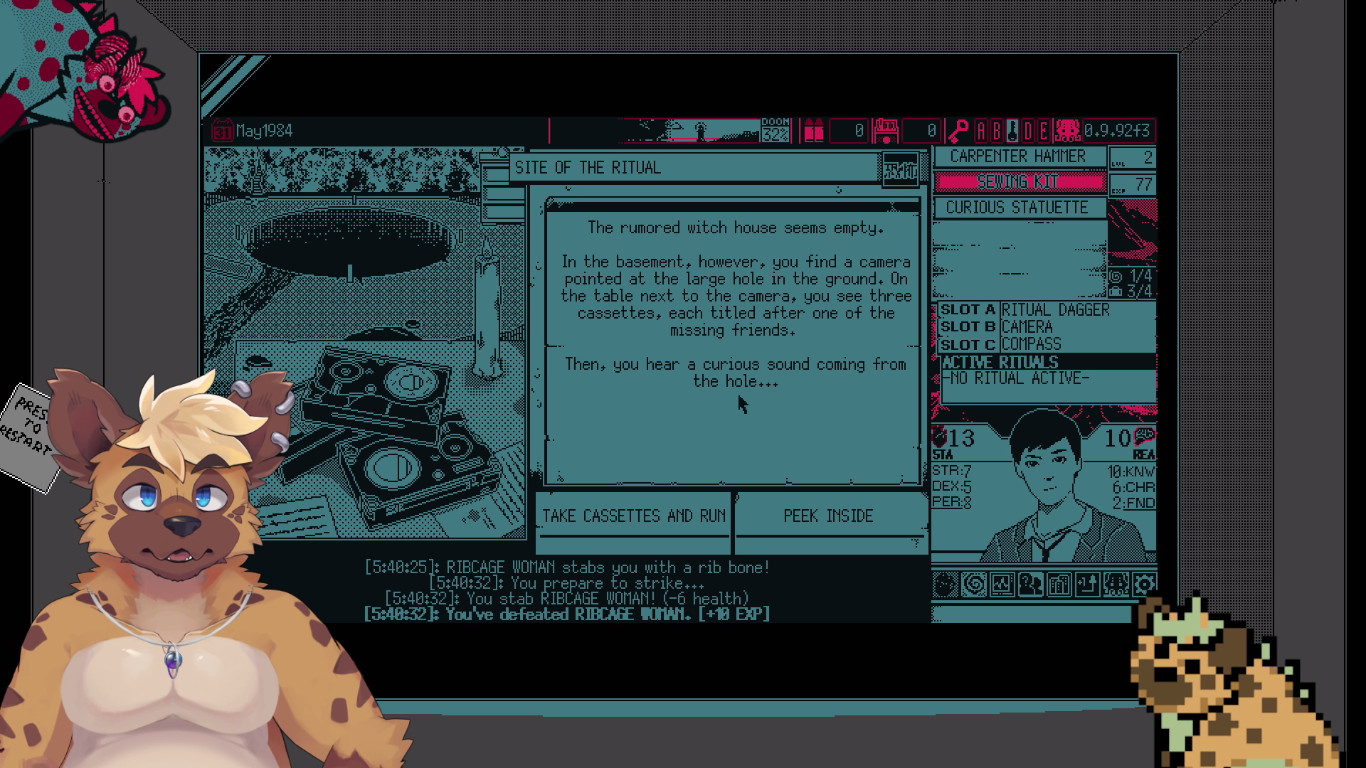 May1984
DOOM
32%
0
0
A B D E
0.9.92f3
SITE OF THE RITUAL
CARPENTER HAMMER
LVL 2
SEWING KIT
EXP 77
CURIOUS STATUETTE
1/4
3/4
The rumored witch house seems empty.
In the basement, however, you find a camera
pointed at the large hole in the ground. On
the table next to the camera, you see three
cassettes, each titled after one of the
missing friends.
Then, you hear a curious sound coming from
the hole...
SLOT A RITUAL DAGGER
SLOT B CAMERA
SLOT C COMPASS
ACTIVE RITUALS
-NO RITUAL ACTIVE-
13
STA
10
REA
STR:7
DEX:5
PER:8
10:KNW
6:CHR
2:FND
PRESS
TO
RESTART
TAKE CASSETTES AND RUN
PEEK INSIDE
?
[5:40:25]: RIBCAGE WOMAN stabs you with a rib bone!
[5:40:32]: You prepare to strike...
[5:40:32]: You stab RIBCAGE WOMAN! (-6 health)
[5:40:32]: You've defeated RIBCAGE WOMAN. [+10 EXP]